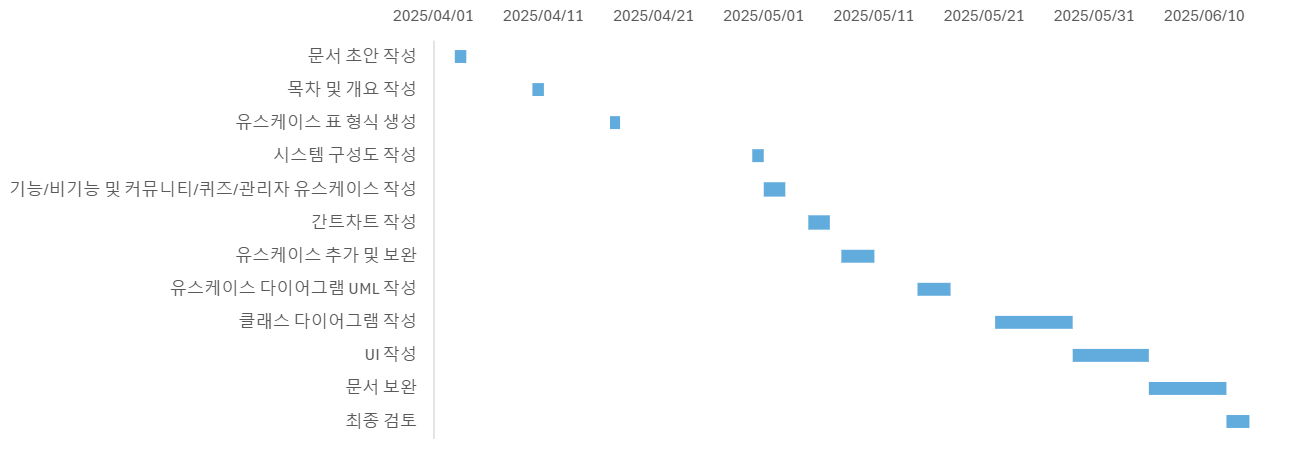 2025/04/01 2025/04/11 2025/04/21 2025/05/01 2025/05/11 2025/05/21 2025/05/31 2025/06/10
문서 초안 작성
목차 및 개요 작성
유스케이스 표 형식 생성
시스템 구성도 작성
기능/비기능 및 커뮤니티/퀴즈/관리자 유스케이스 작성
간트차트 작성
유스케이스 추가 및 보완
유스케이스 다이어그램 UML 작성
클래스 다이어그램 작성
UI 작성
문서 보완
최종 검토